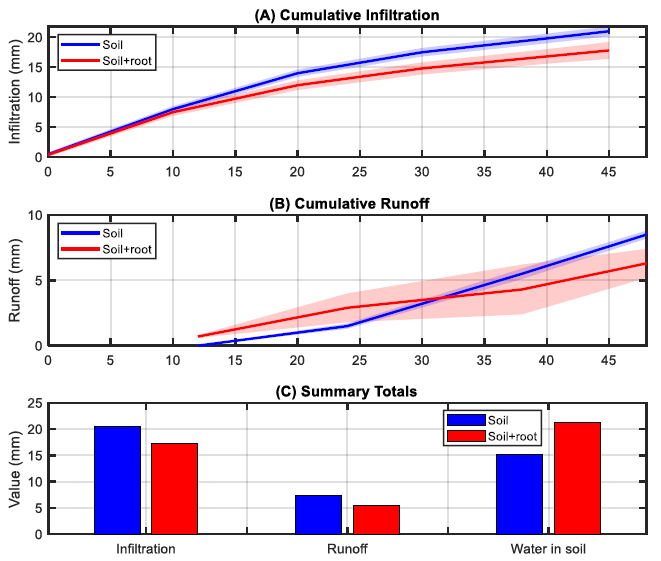 (A) Cumulative Infiltration
Infiltration (mm)
20
15
10
5
0
Soil
Soil+root
0 5 10 15 20 25 30 35 40 45
(B) Cumulative Runoff
Runoff (mm)
10
5
0
Soil
Soil+root
0 5 10 15 20 25 30 35 40 45
(C) Summary Totals
Value (mm)
25
20
15
10
5
0
Soil
Soil+root
Infiltration Runoff Water in soil